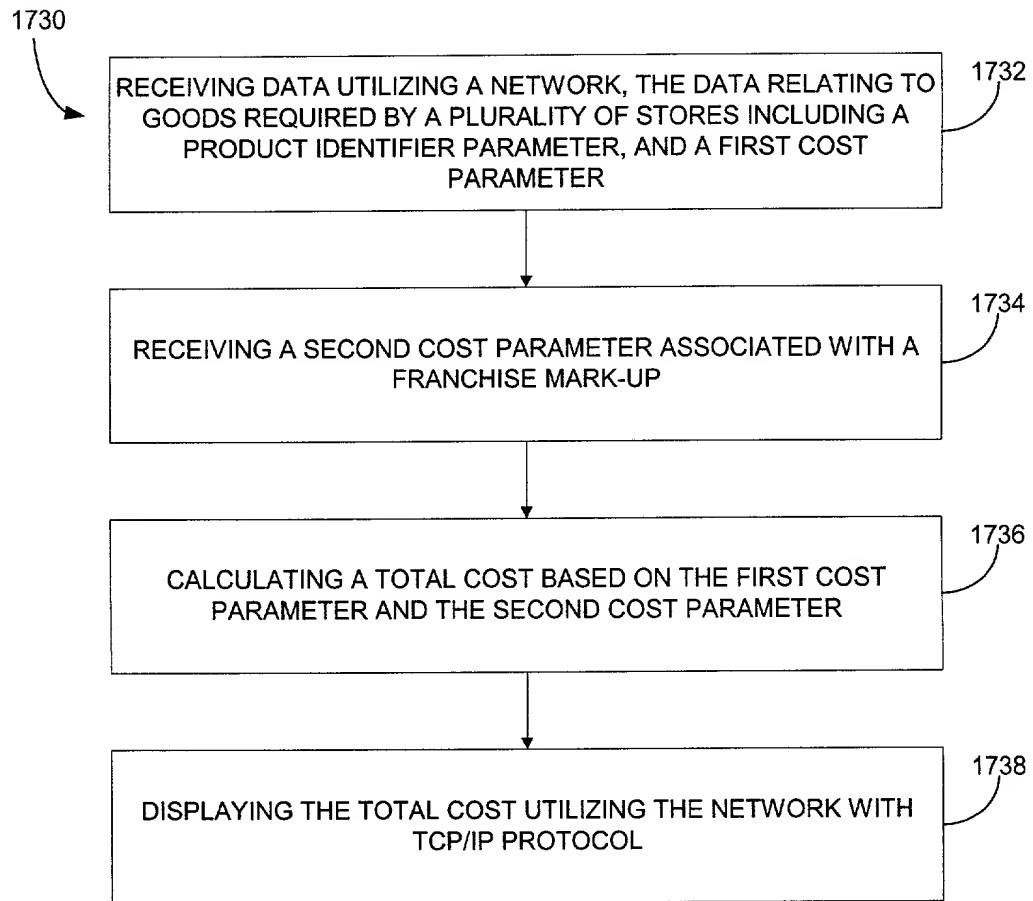 1730
1732
RECEIVING DATA UTILIZING A NETWORK, THE DATA RELATING TO
GOODS REQUIRED BY A PLURALITY OF STORES INCLUDING A
PRODUCT IDENTIFIER PARAMETER, AND A FIRST COST
PARAMETER
1734
RECEIVING A SECOND COST PARAMETER ASSOCIATED WITH A
FRANCHISE MARK-UP
1736
CALCULATING A TOTAL COST BASED ON THE FIRST COST
PARAMETER AND THE SECOND COST PARAMETER
1738
DISPLAYING THE TOTAL COST UTILIZING THE NETWORK WITH
TCP/IP PROTOCOL